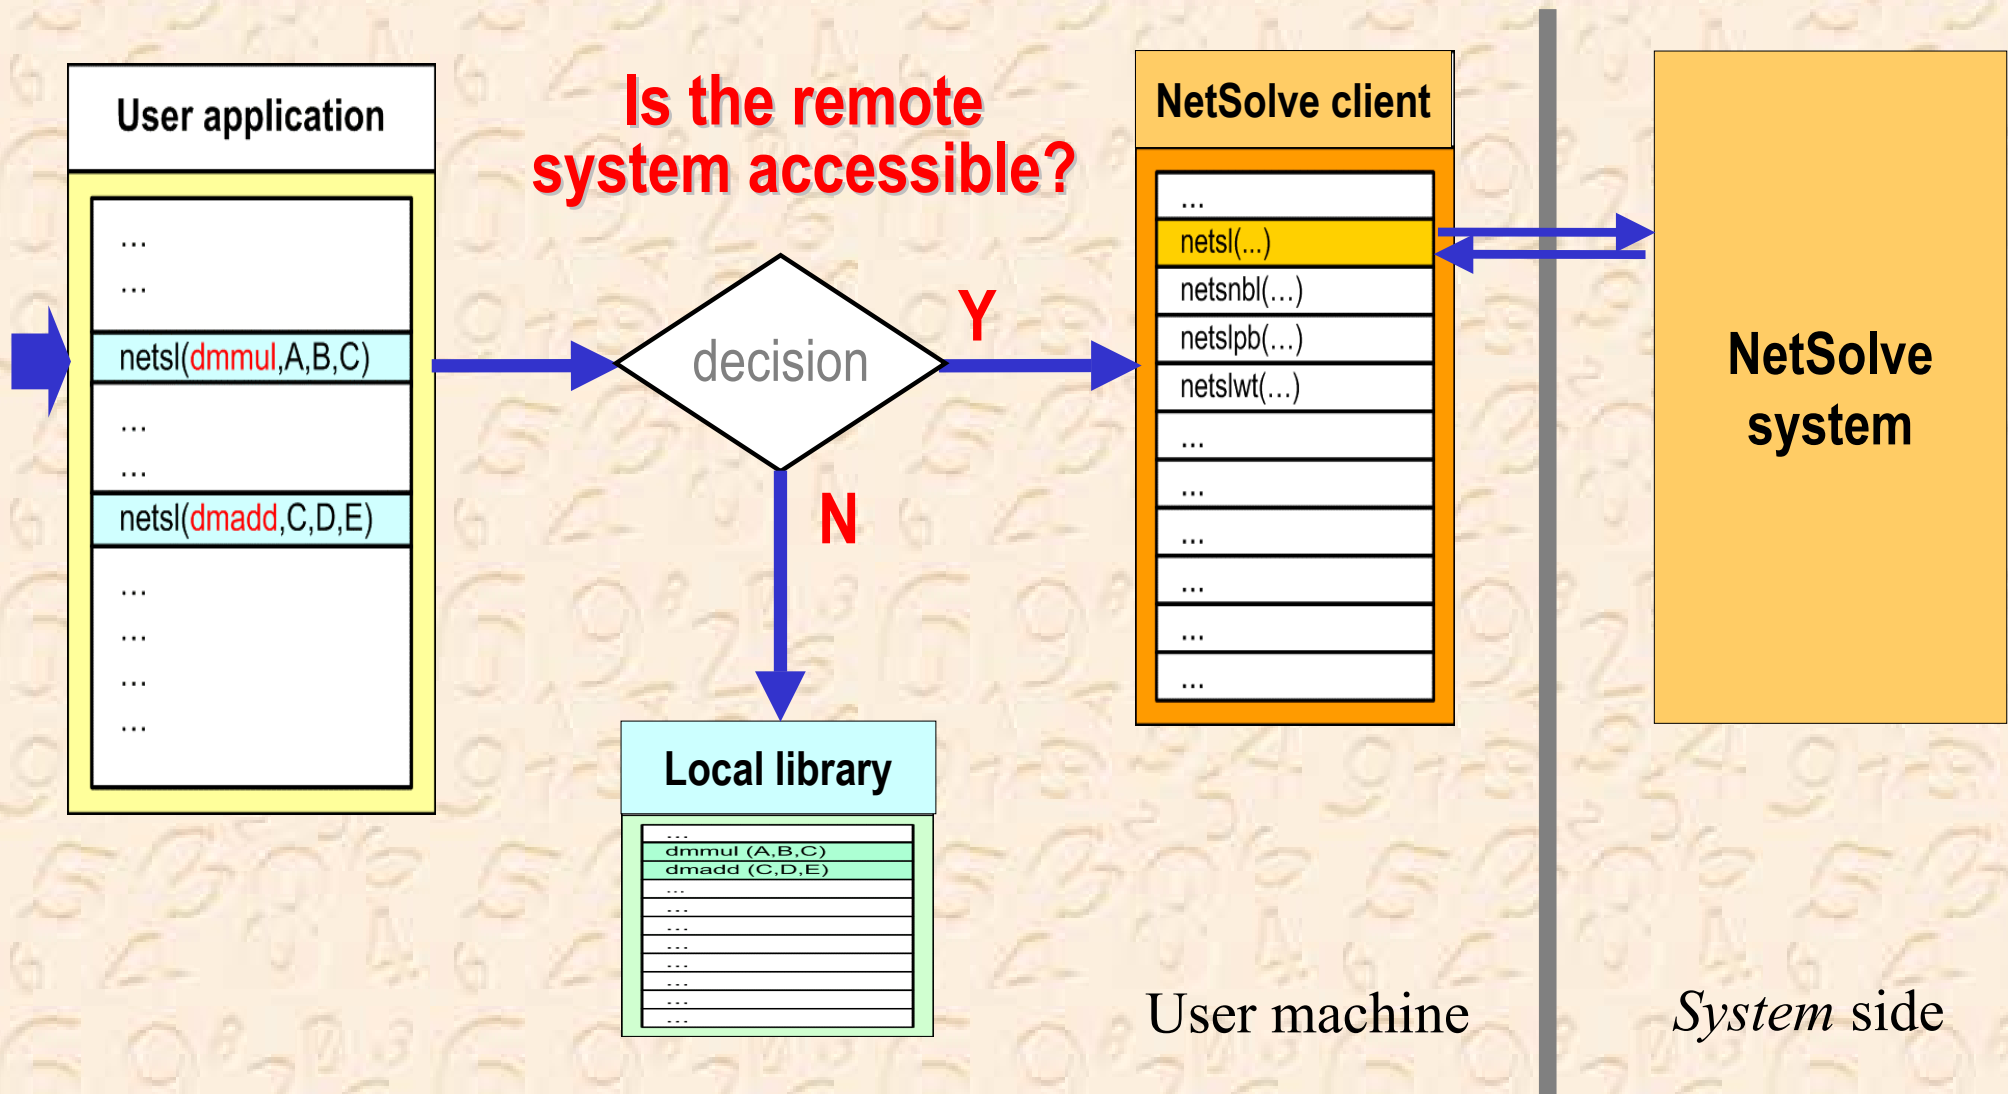 User application
...
...
netsl(dmmul,A,B,C)
...
...
netsl(dmadd,C,D,E)
...
...
...
...
Is the remote
system accessible?
decision
Y
N
Local library
...
dmmul (A,B,C)
dmadd (C,D,E)
...
...
...
...
...
...
...
...
NetSolve client
...
netsl(...)
netsnbl(...)
netslpb(...)
netslwt(...)
...
...
...
...
...
...
NetSolve
system
User machine
System side